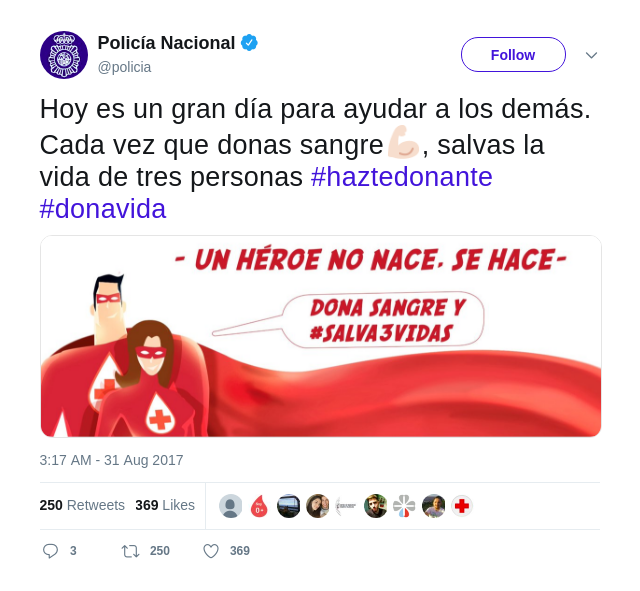 Policía Nacional
@policia
Follow
Hoy es un gran día para ayudar a los demás.
Cada vez que donas sangre💪🏻, salvas la
vida de tres personas #haztedonante
#donavida
- UN HÉROE NO NACE. SE HACE-
DONA SANGRE Y
#SALVA3VIDAS
3:17 AM - 31 Aug 2017
250 Retweets 369 Likes
3 250 369